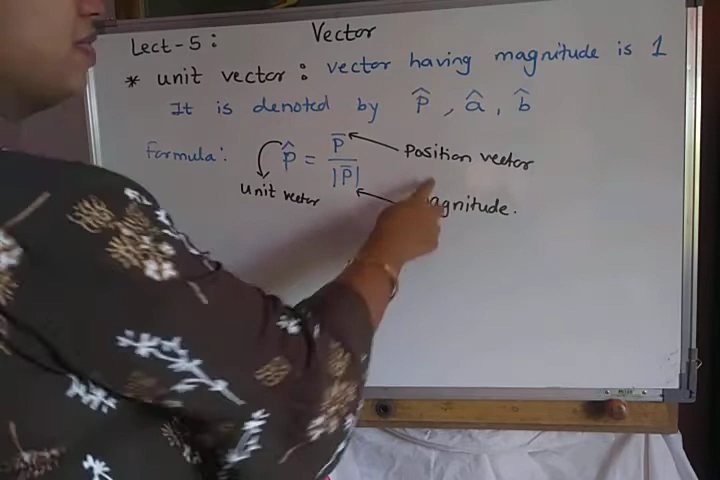 Lect-5: Vector
* unit vector: vector having magnitude is 1
It is denoted by P̂, â, b̂
Formula: p̂ = P̄ / |P̄| Position vector
Unit vector magnitude.